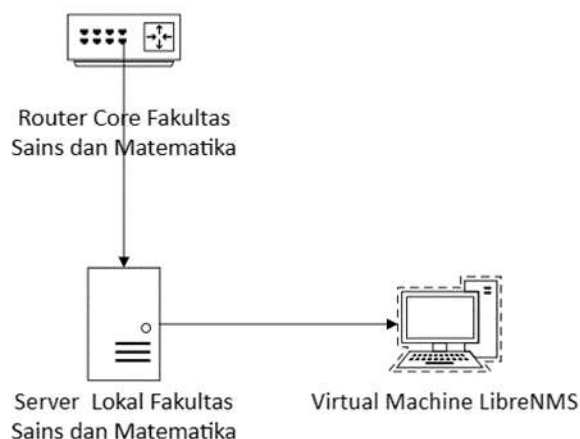 Router Core Fakultas
Sains dan Matematika
Server Lokal Fakultas
Sains dan Matematika
Virtual Machine LibreNMS